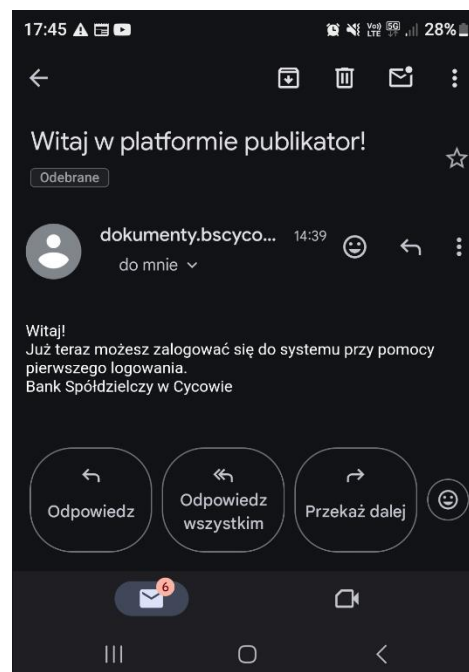 17:45 28%
Witaj w platformie publikator!
Odebrane
dokumenty.bscyco... 14:39
do mnie
Witaj!
Już teraz możesz zalogować się do systemu przy pomocy
pierwszego logowania.
Bank Spółdzielczy w Cycowie
Odpowiedz
Odpowiedz
wszystkim
Przekaż dalej
6